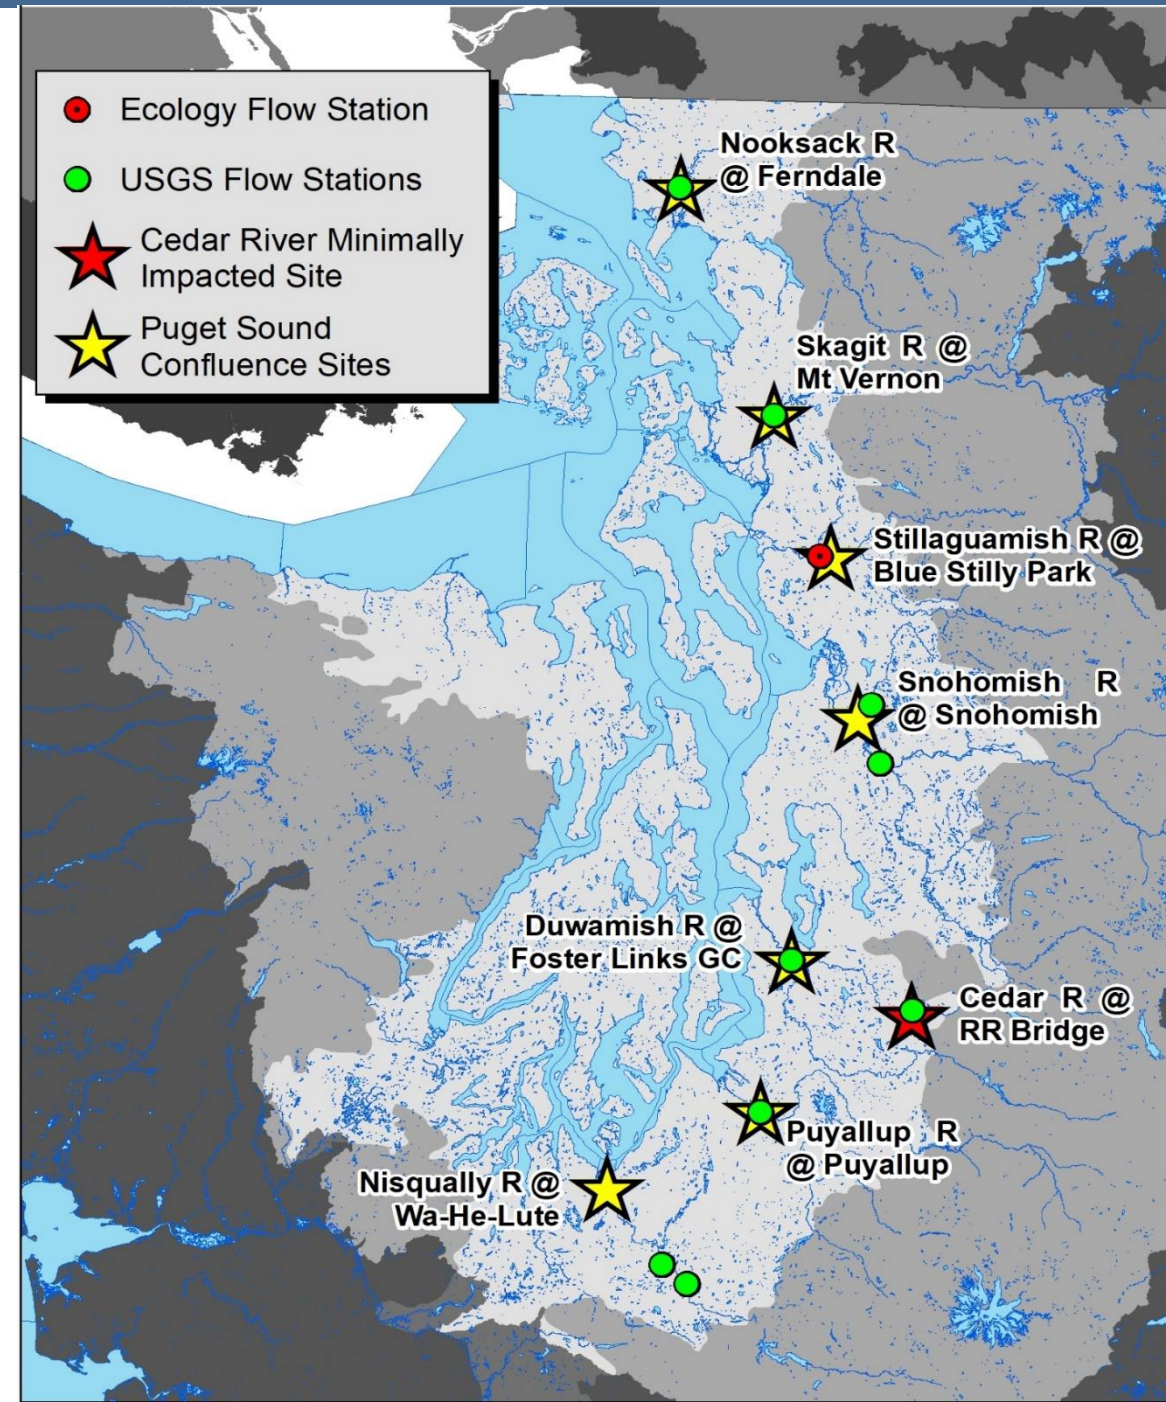 Ecology Flow Station
USGS Flow Stations
Cedar River Minimally
Impacted Site
Puget Sound
Confluence Sites
Nooksack R
@ Ferndale
Skagit R @
Mt Vernon
Stillaguamish R @
Blue Stilly Park
Snohomish R
@ Snohomish
Duwamish R @
Foster Links GC
Cedar R @
RR Bridge
Puyallup R
@ Puyallup
Nisqually R @
Wa-He-Lute